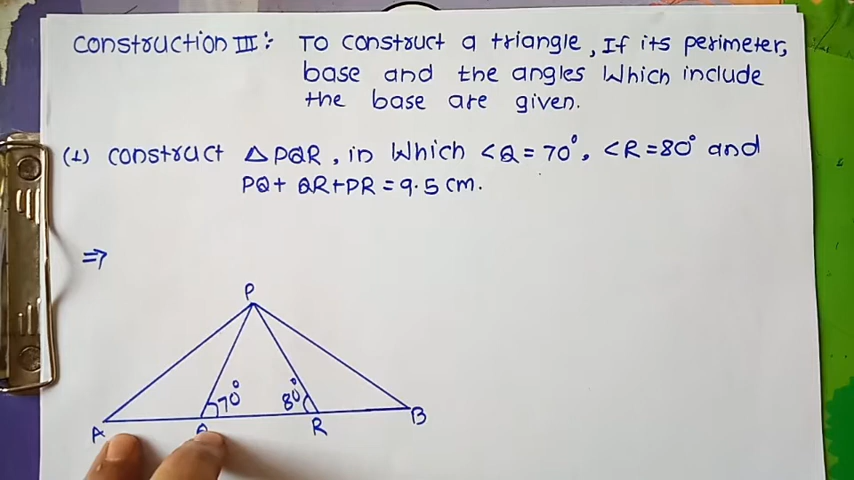 Construction III:- To construct a triangle, If its perimeter,
base and the angles which include
the base are given.
(1) construct △PQR, in which <Q = 70°, <R = 80° and
PQ + QR + PR = 9.5 cm.
⇒
P
70° 80°
A R B